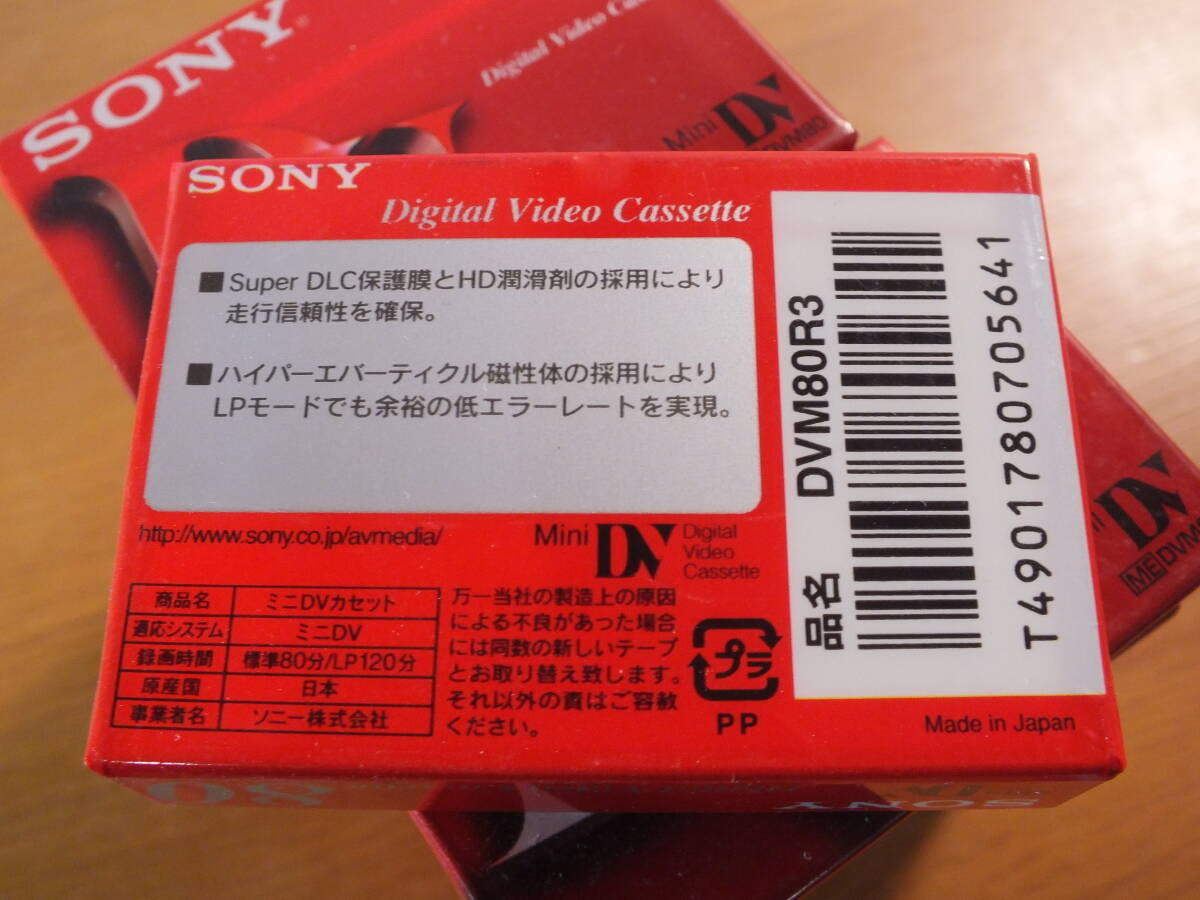 SONY
Digital Video
Mini DV
DVM80
SONY
Digital Video Cassette
■Super DLC保護膜とHD潤滑剤の採用により
走行信頼性を確保。
■ハイパーエバーティクル磁性体の採用により
LPモードでも余裕の低エラーレートを実現。
http://www.sony.co.jp/avmedia/
Mini DV Digital
Video
Cassette
商品名 ミニDVカセット
適応システム ミニDV
録画時間 標準80分/LP120分
原産国 日本
事業者名 ソニー株式会社
万一当社の製造上の原因
による不良があった場合
には同数の新しいテープ
とお取り替え致します。
それ以外の責はご容赦
ください。
プラ
PP
品名 DVM80R3
T4901780705641
Made in Japan
DV
ME DVM
80
SONY